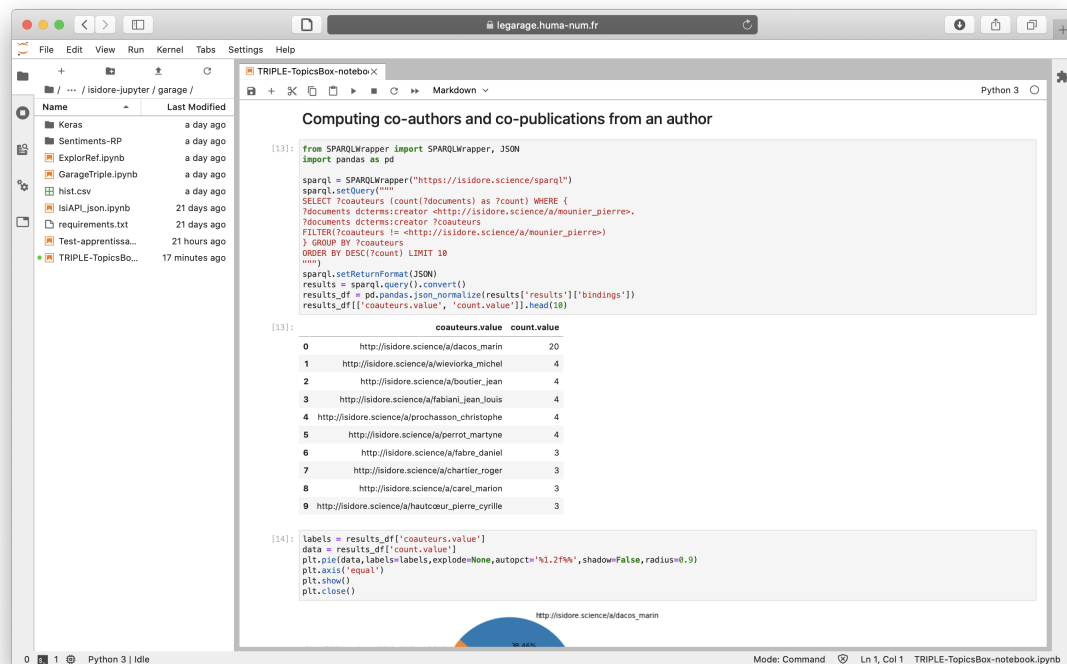 legarage.huma-num.fr
File Edit View Run Kernel Tabs Settings Help
/ ··· / isidore-jupyter / garage /
Name Last Modified
Keras a day ago
Sentiments-RP a day ago
ExplorRef.ipynb a day ago
GarageTriple.ipynb a day ago
hist.csv a day ago
IsiAPI_json.ipynb 21 days ago
requirements.txt 21 days ago
Test-apprentissa... 21 hours ago
TRIPLE-TopicsBo... 17 minutes ago
TRIPLE-TopicsBox-notebo
Markdown Python 3
Computing co-authors and co-publications from an author
[13]: from SPARQLWrapper import SPARQLWrapper, JSON
import pandas as pd
sparql = SPARQLWrapper("https://isidore.science/sparql")
sparql.setQuery("""
SELECT ?coauteurs (count(?documents) as ?count) WHERE {
?documents dcterms:creator <http://isidore.science/a/mounier_pierre>.
?documents dcterms:creator ?coauteurs
FILTER(?coauteurs != <http://isidore.science/a/mounier_pierre>)
} GROUP BY ?coauteurs
ORDER BY DESC(?count) LIMIT 10
""")
sparql.setReturnFormat(JSON)
results = sparql.query().convert()
results_df = pd.pandas.json_normalize(results['results']['bindings'])
results_df[['coauteurs.value', 'count.value']].head(10)
[13]: coauteurs.value count.value
0 http://isidore.science/a/dacos_marin 20
1 http://isidore.science/a/wieviorka_michel 4
2 http://isidore.science/a/boutier_jean 4
3 http://isidore.science/a/fabiani_jean_louis 4
4 http://isidore.science/a/prochasson_christophe 4
5 http://isidore.science/a/perrot_martyne 4
6 http://isidore.science/a/fabre_daniel 3
7 http://isidore.science/a/chartier_roger 3
8 http://isidore.science/a/carel_marion 3
9 http://isidore.science/a/hautcœur_pierre_cyrille 3
[14]: labels = results_df['coauteurs.value']
data = results_df['count.value']
plt.pie(data,labels=labels,explode=None,autopct='%1.2f%%',shadow=False,radius=0.9)
plt.axis('equal')
plt.show()
plt.close()
http://isidore.science/a/dacos_marin
38.46%
0 1 Python 3 | Idle Mode: Command Ln 1, Col 1 TRIPLE-TopicsBox-notebook.ipynb